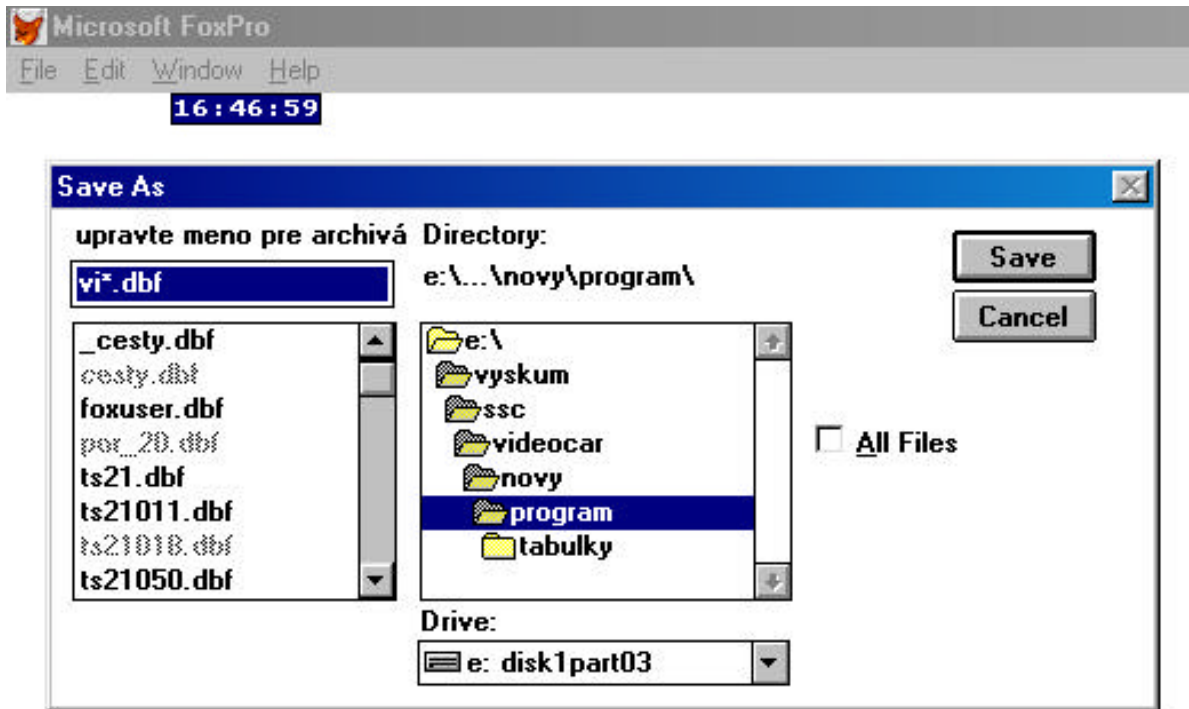 Microsoft FoxPro
File Edit Window Help
16:46:59
Save As
upravte meno pre archivá
vi*.dbf
_cesty.dbf
cesty.dbf
foxuser.dbf
por_20.dbf
ts21.dbf
ts21011.dbf
ts21018.dbf
ts21050.dbf
Directory:
e:\...\novy\program\
e:\
vyskum
ssc
videocar
novy
program
tabulky
Drive:
e: disk1part03
Save
Cancel
All Files